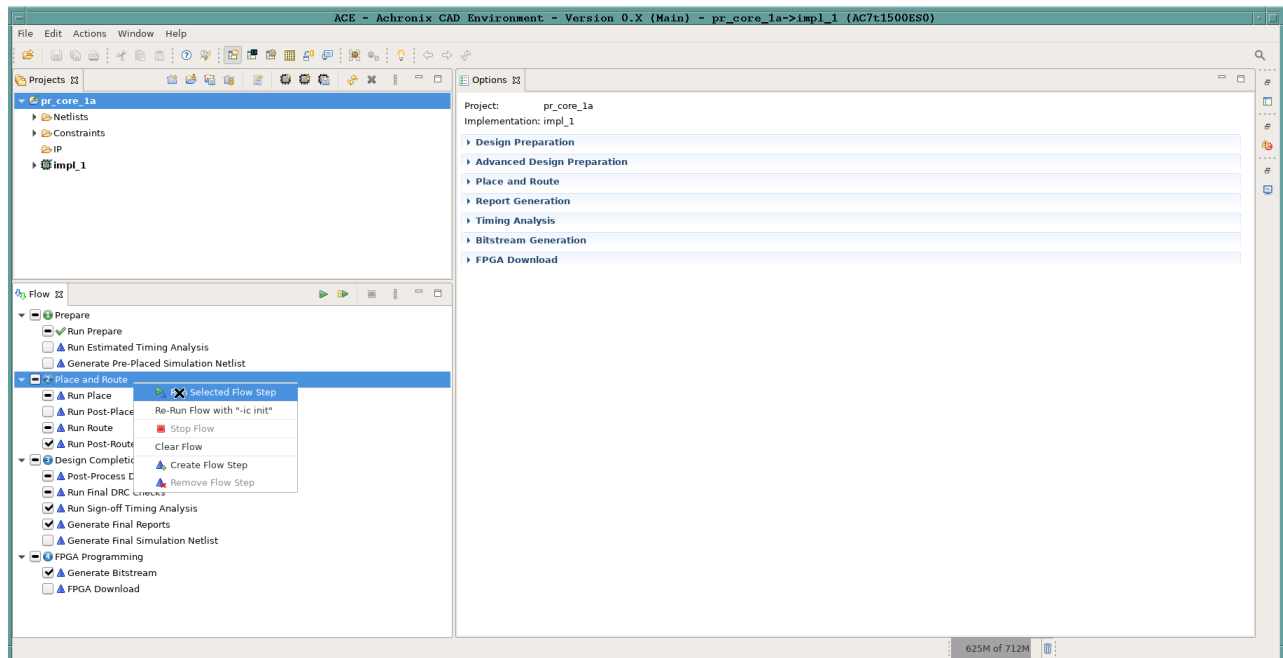 ACE - Achronix CAD Environment - Version 0.X (Main) - pr_core_1a->impl_1 (AC7t1500ES0)
File Edit Actions Window Help
Projects
pr_core_1a
Netlists
Constraints
IP
impl_1
Options
Project: pr_core_1a
Implementation: impl_1
Design Preparation
Advanced Design Preparation
Place and Route
Report Generation
Timing Analysis
Bitstream Generation
FPGA Download
Flow
1 Prepare
Run Prepare
Run Estimated Timing Analysis
Generate Pre-Placed Simulation Netlist
2 Place and Route
Run Place
Run Post-Place
Run Route
Run Post-Route
3 Design Completio
Post-Process D
Run Final DRC Checks
Run Sign-off Timing Analysis
Generate Final Reports
Generate Final Simulation Netlist
4 FPGA Programming
Generate Bitstream
FPGA Download
Selected Flow Step
Re-Run Flow with "-ic init"
Stop Flow
Clear Flow
Create Flow Step
Remove Flow Step
625M of 712M